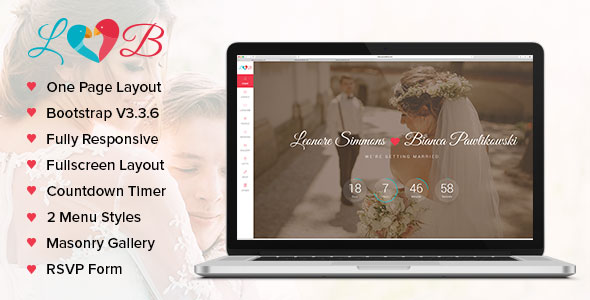 L B
One Page Layout
Bootstrap V3.3.6
Fully Responsive
Fullscreen Layout
Countdown Timer
2 Menu Styles
Masonry Gallery
RSVP Form
Leonore Simmons Bianca Pawlikowski
WE'RE GETTING MARRIED
18 7 46 58